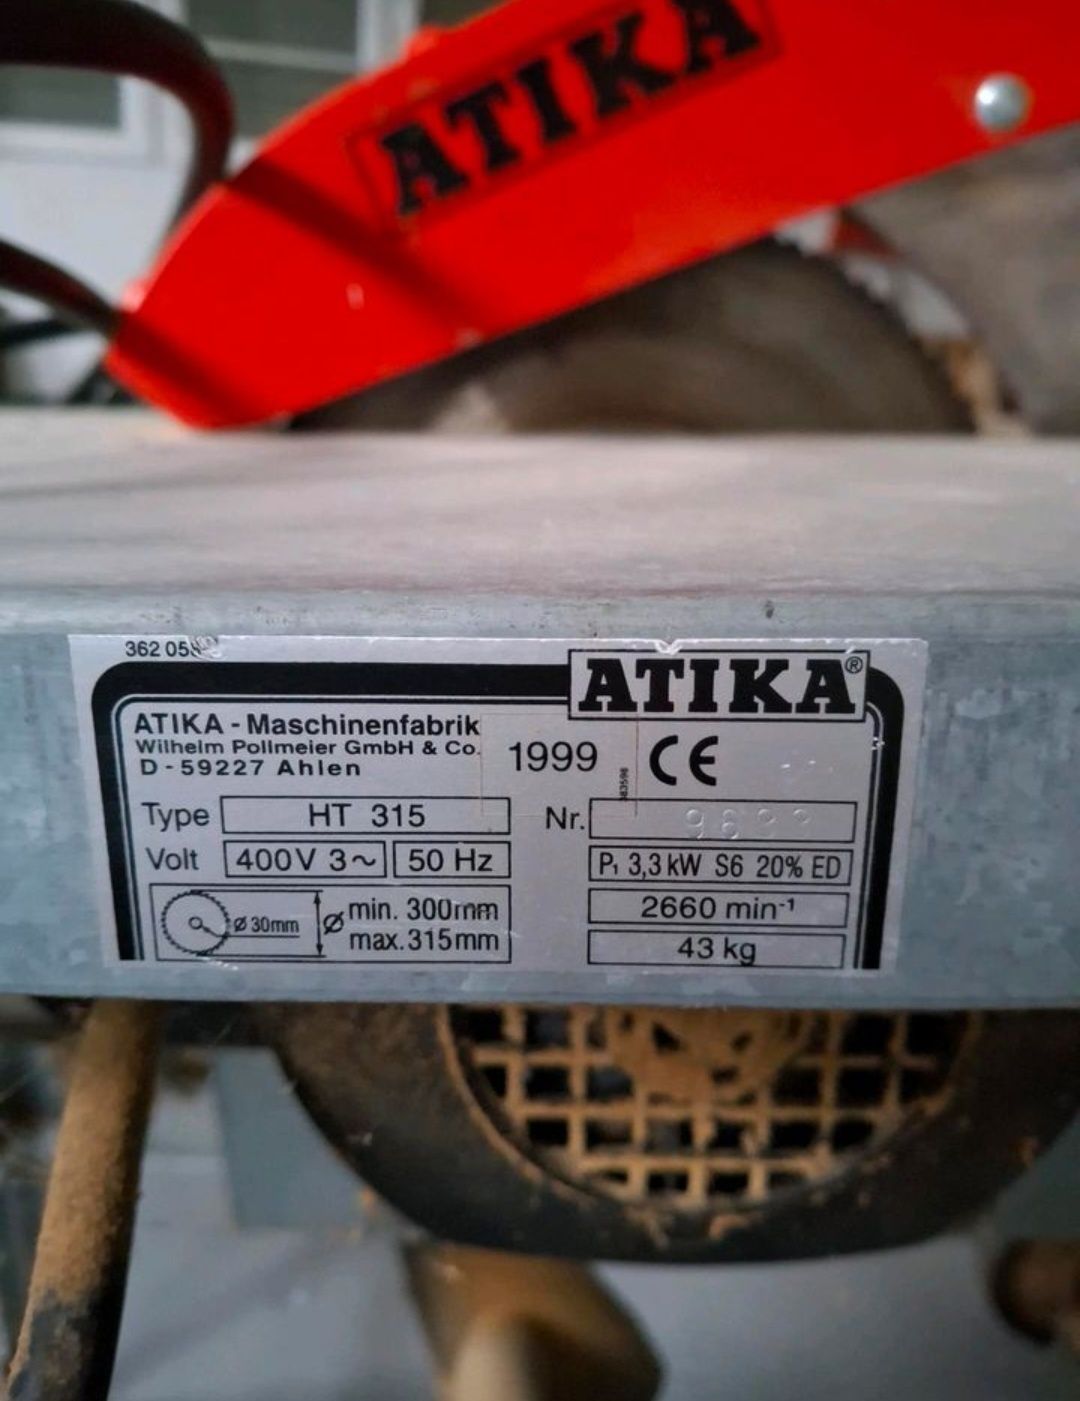 ATIKA
ATIKA®
ATIKA - Maschinenfabrik
Wilhelm Pollmeier GmbH & Co.
D - 59227 Ahlen
1999 CE
Type HT 315 Nr.
Volt 400V 3~ 50 Hz P₁ 3,3 kW S6 20% ED
Ø 30mm Ø min. 300mm
max. 315mm
2660 min⁻¹
43 kg